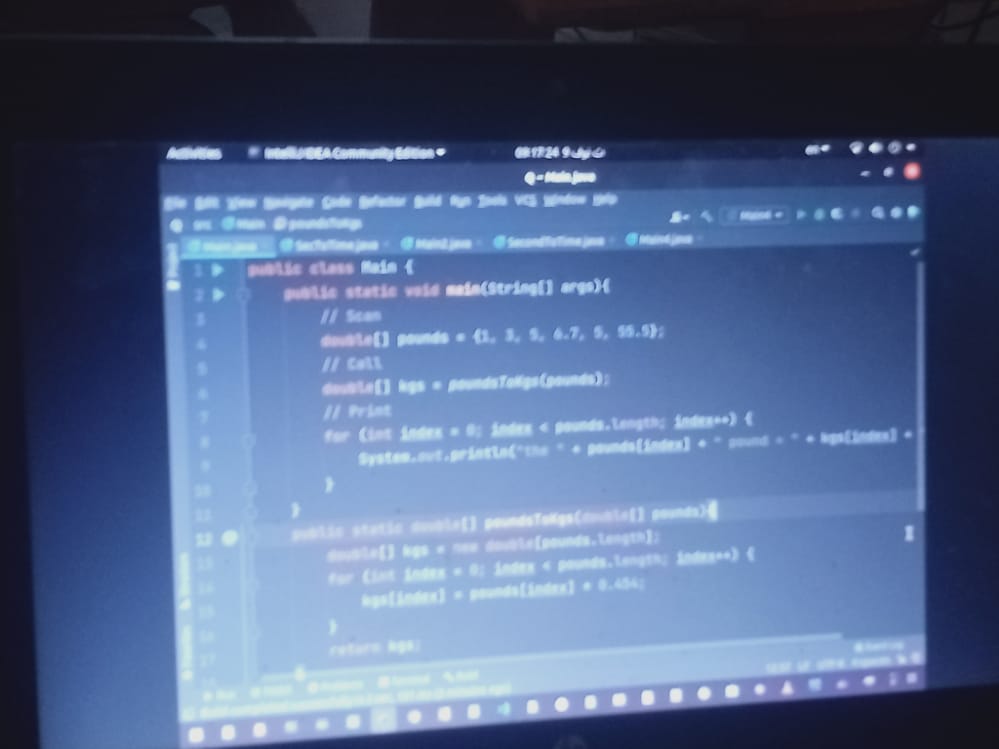 Activities IntelliJ IDEA Community Edition
Q – Main.java
File Edit View Navigate Code Refactor Build Run Tools VCS Window Help
Q src Main poundsToKgs
Main4
Main.java SecToTime.java Main2.java SecondToTime.java Main4.java
1 public class Main {
2 public static void main(String[] args){
3 // Scan
4 double[] pounds = {1, 3, 5, 6.7, 5, 55.5};
5 // Call
6 double[] kgs = poundsToKgs(pounds);
7 // Print
8 for (int index = 0; index < pounds.length; index++) {
9 System.out.println("the " + pounds[index] + " pound = " + kgs[index] +
10 }
11 }
12 public static double[] poundsToKgs(double[] pounds){
13 double[] kgs = new double[pounds.length];
14 for (int index = 0; index < pounds.length; index++) {
15 kgs[index] = pounds[index] * 0.454;
16 }
17 return kgs;
Run Problems Terminal Build